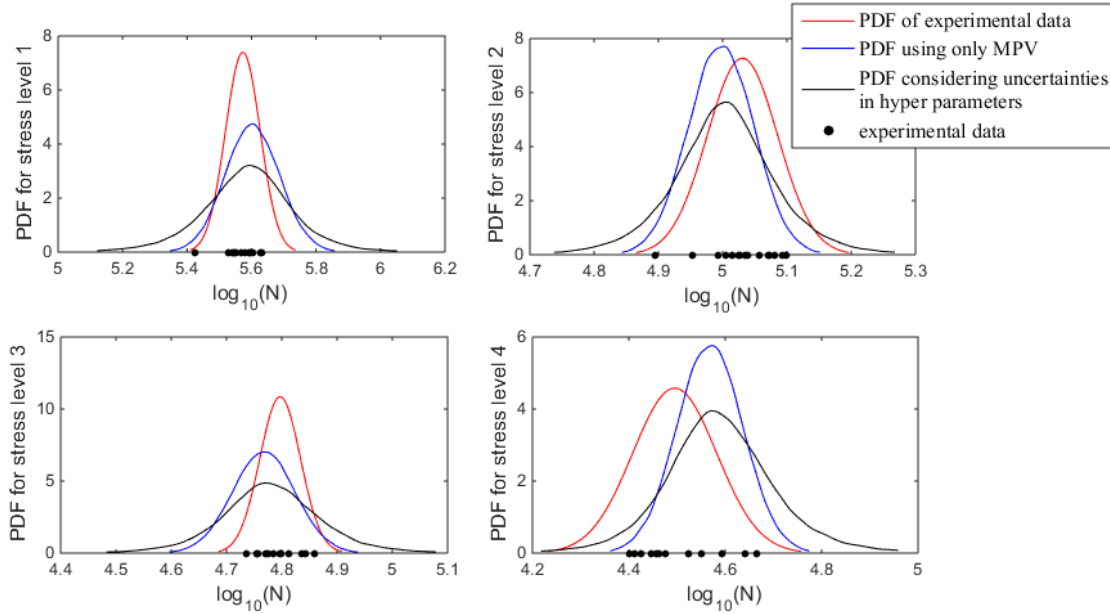 PDF of experimental data
PDF using only MPV
PDF considering uncertainties
in hyper parameters
experimental data
PDF for stress level 1
8
6
4
2
0
5 5.2 5.4 5.6 5.8 6 6.2
log10(N)
PDF for stress level 2
8
6
4
2
0
4.7 4.8 4.9 5 5.1 5.2 5.3
log10(N)
PDF for stress level 3
15
10
5
0
4.4 4.5 4.6 4.7 4.8 4.9 5 5.1
log10(N)
PDF for stress level 4
6
4
2
0
4.2 4.4 4.6 4.8 5
log10(N)